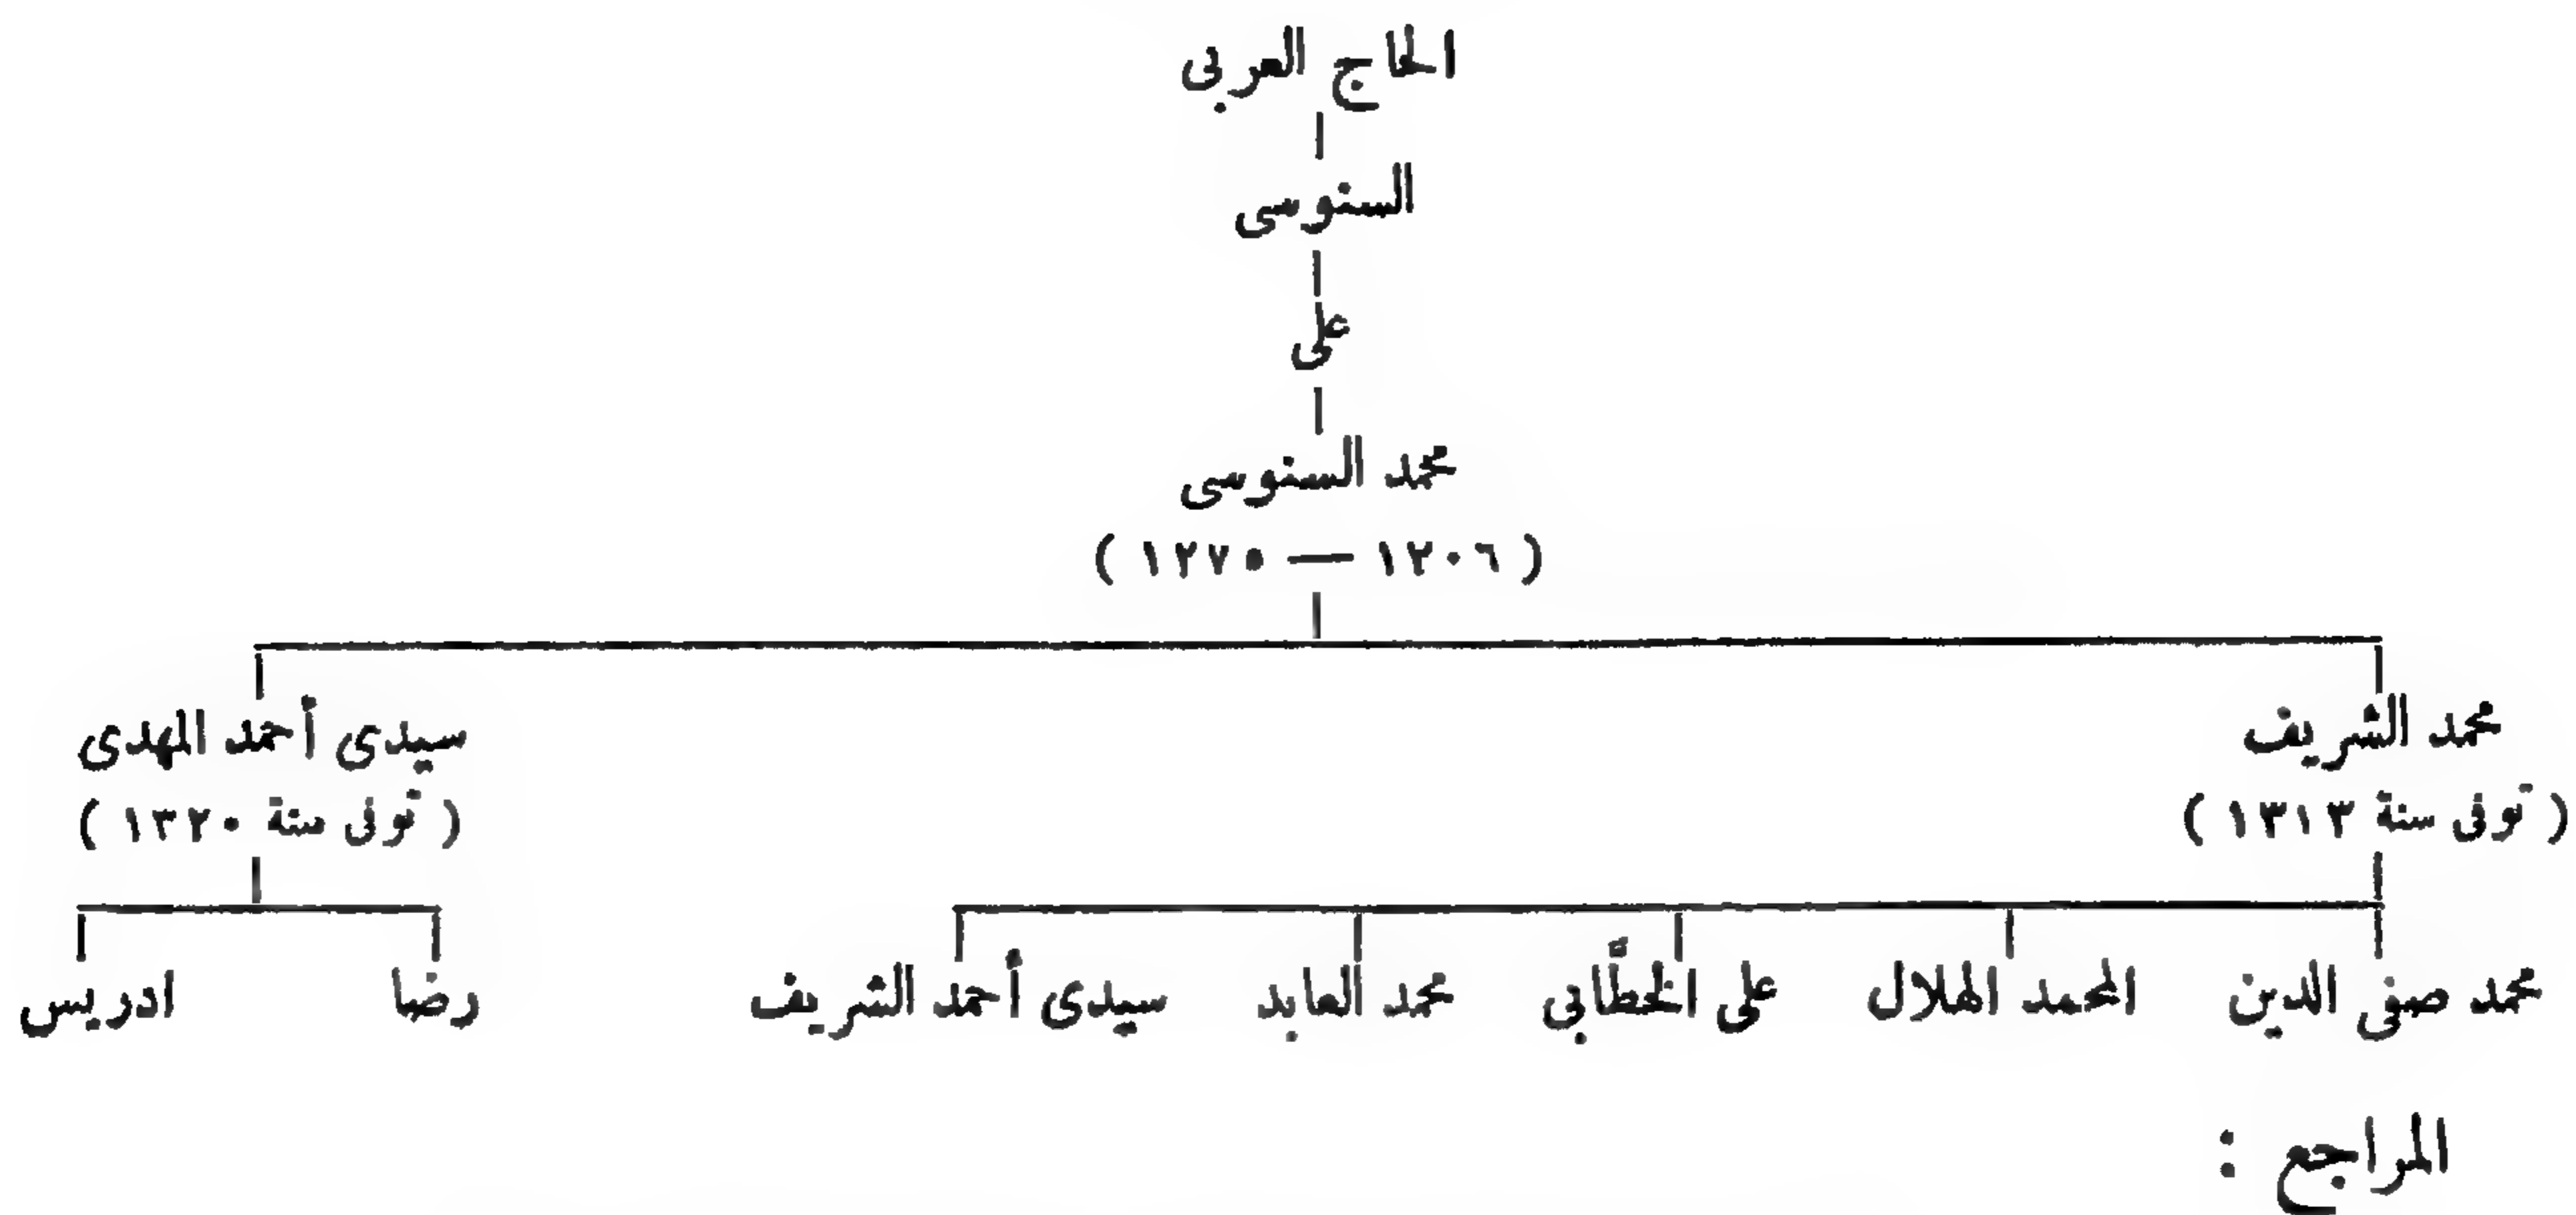 الحاج العربى
السنوسى
على
محمد السنوسى
( ١٢٠٦ — ١٢٧٥ )
محمد الشريف
سيدى أحمد المهدى
( توفى سنة ١٣١٣ )
( توفى سنة ١٣٢٠ )
محمد صفى الدين
المحمد الهلال
على الخطَّابى
محمد العابد
سيدى أحمد الشريف
رضا
ادريس
المراجع :